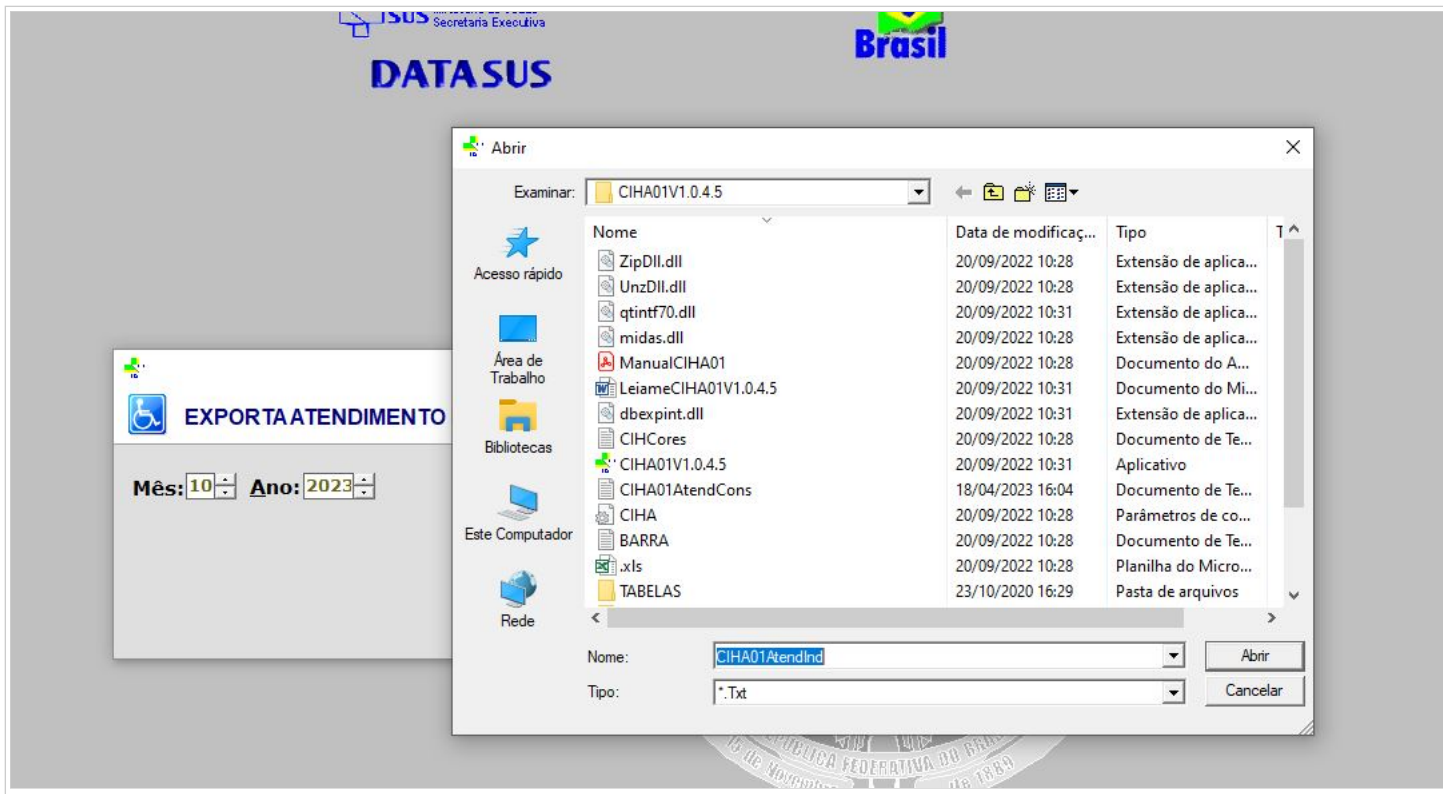 SUS
Secretaria Executiva
DATASUS
Brasil
Abrir
Examinar: CIHA01V1.0.4.5
Nome Data de modificaç... Tipo T
ZipDll.dll 20/09/2022 10:28 Extensão de aplica...
UnzDll.dll 20/09/2022 10:28 Extensão de aplica...
qtintf70.dll 20/09/2022 10:31 Extensão de aplica...
midas.dll 20/09/2022 10:28 Extensão de aplica...
ManualCIHA01 20/09/2022 10:28 Documento do A...
LeiameCIHA01V1.0.4.5 20/09/2022 10:31 Documento do Mi...
dbexpint.dll 20/09/2022 10:31 Extensão de aplica...
CIHCores 20/09/2022 10:28 Documento de Te...
CIHA01V1.0.4.5 20/09/2022 10:31 Aplicativo
CIHA01AtendCons 18/04/2023 16:04 Documento de Te...
CIHA 20/09/2022 10:28 Parâmetros de co...
BARRA 20/09/2022 10:28 Documento de Te...
.xls 20/09/2022 10:28 Planilha do Micro...
TABELAS 23/10/2020 16:29 Pasta de arquivos
Acesso rápido
Área de
Trabalho
Bibliotecas
Este Computador
Rede
Nome: CIHA01AtendInd Abrir
Tipo: *.Txt Cancelar
EXPORTA ATENDIMENTO
Mês: 10 Ano: 2023
REPÚBLICA FEDERATIVA DO BRASIL
15 de Novembro de 1889